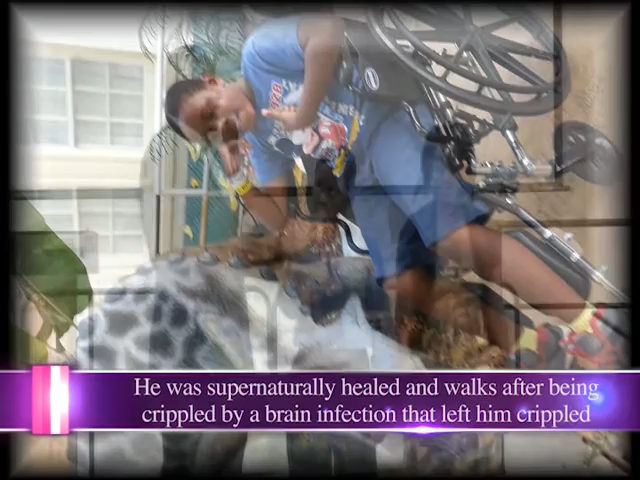 He was supernaturally healed and walks after being
crippled by a brain infection that left him crippled